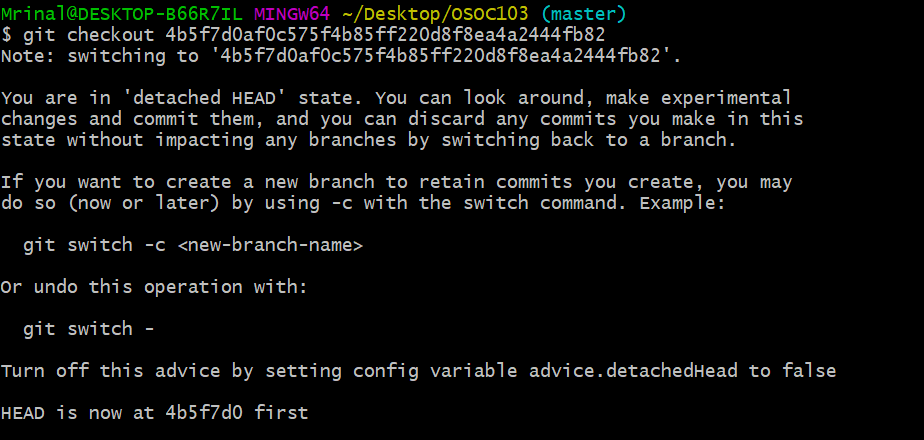 Mrinal@DESKTOP-B66R7IL MINGW64 ~/Desktop/OSOC103 (master)
$ git checkout 4b5f7d0af0c575f4b85ff220d8f8ea4a2444fb82
Note: switching to '4b5f7d0af0c575f4b85ff220d8f8ea4a2444fb82'.
You are in 'detached HEAD' state. You can look around, make experimental
changes and commit them, and you can discard any commits you make in this
state without impacting any branches by switching back to a branch.
If you want to create a new branch to retain commits you create, you may
do so (now or later) by using -c with the switch command. Example:
git switch -c <new-branch-name>
Or undo this operation with:
git switch -
Turn off this advice by setting config variable advice.detachedHead to false
HEAD is now at 4b5f7d0 first